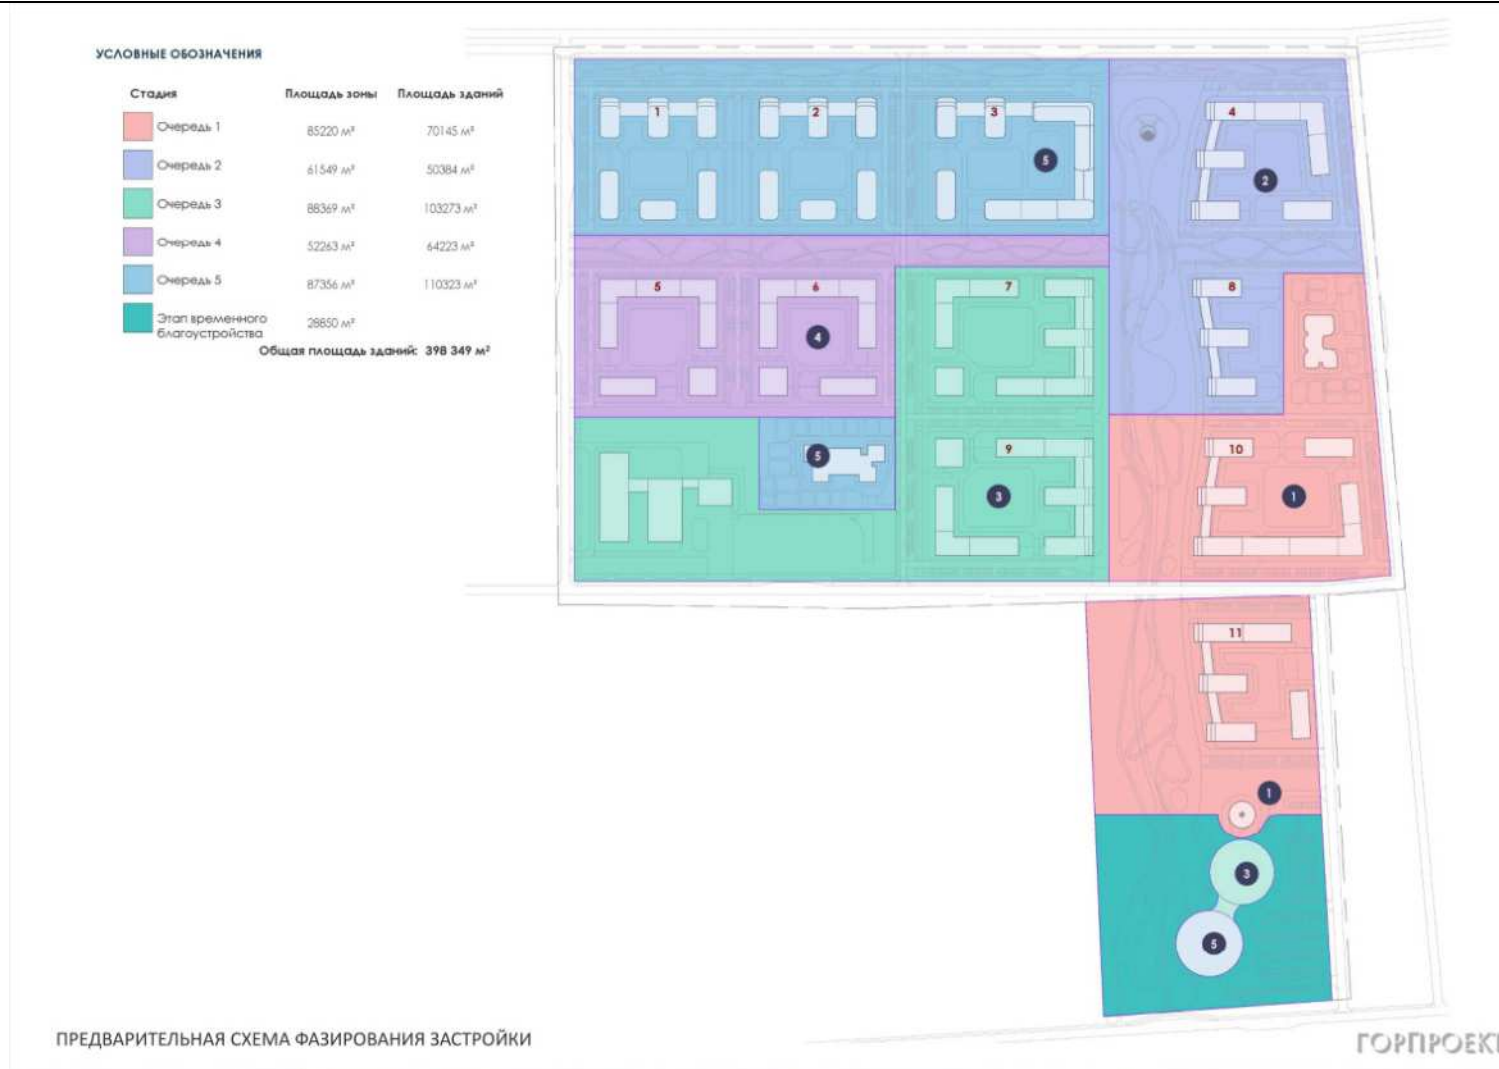 УСЛОВНЫЕ ОБОЗНАЧЕНИЯ
Стадия Площадь зоны Площадь зданий
Очередь 1 85220 м² 70145 м²
Очередь 2 61549 м² 50384 м²
Очередь 3 88369 м² 103273 м²
Очередь 4 52263 м² 64223 м²
Очередь 5 87356 м² 110323 м²
Этап временного
благоустройства 28850 м²
Общая площадь зданий: 398 349 м²
1 2 3 4
5
2
5 6 7 8
4
5
9 10
3 1
11
1
3
5
ПРЕДВАРИТЕЛЬНАЯ СХЕМА ФАЗИРОВАНИЯ ЗАСТРОЙКИ
ГОРПРОЕКТ